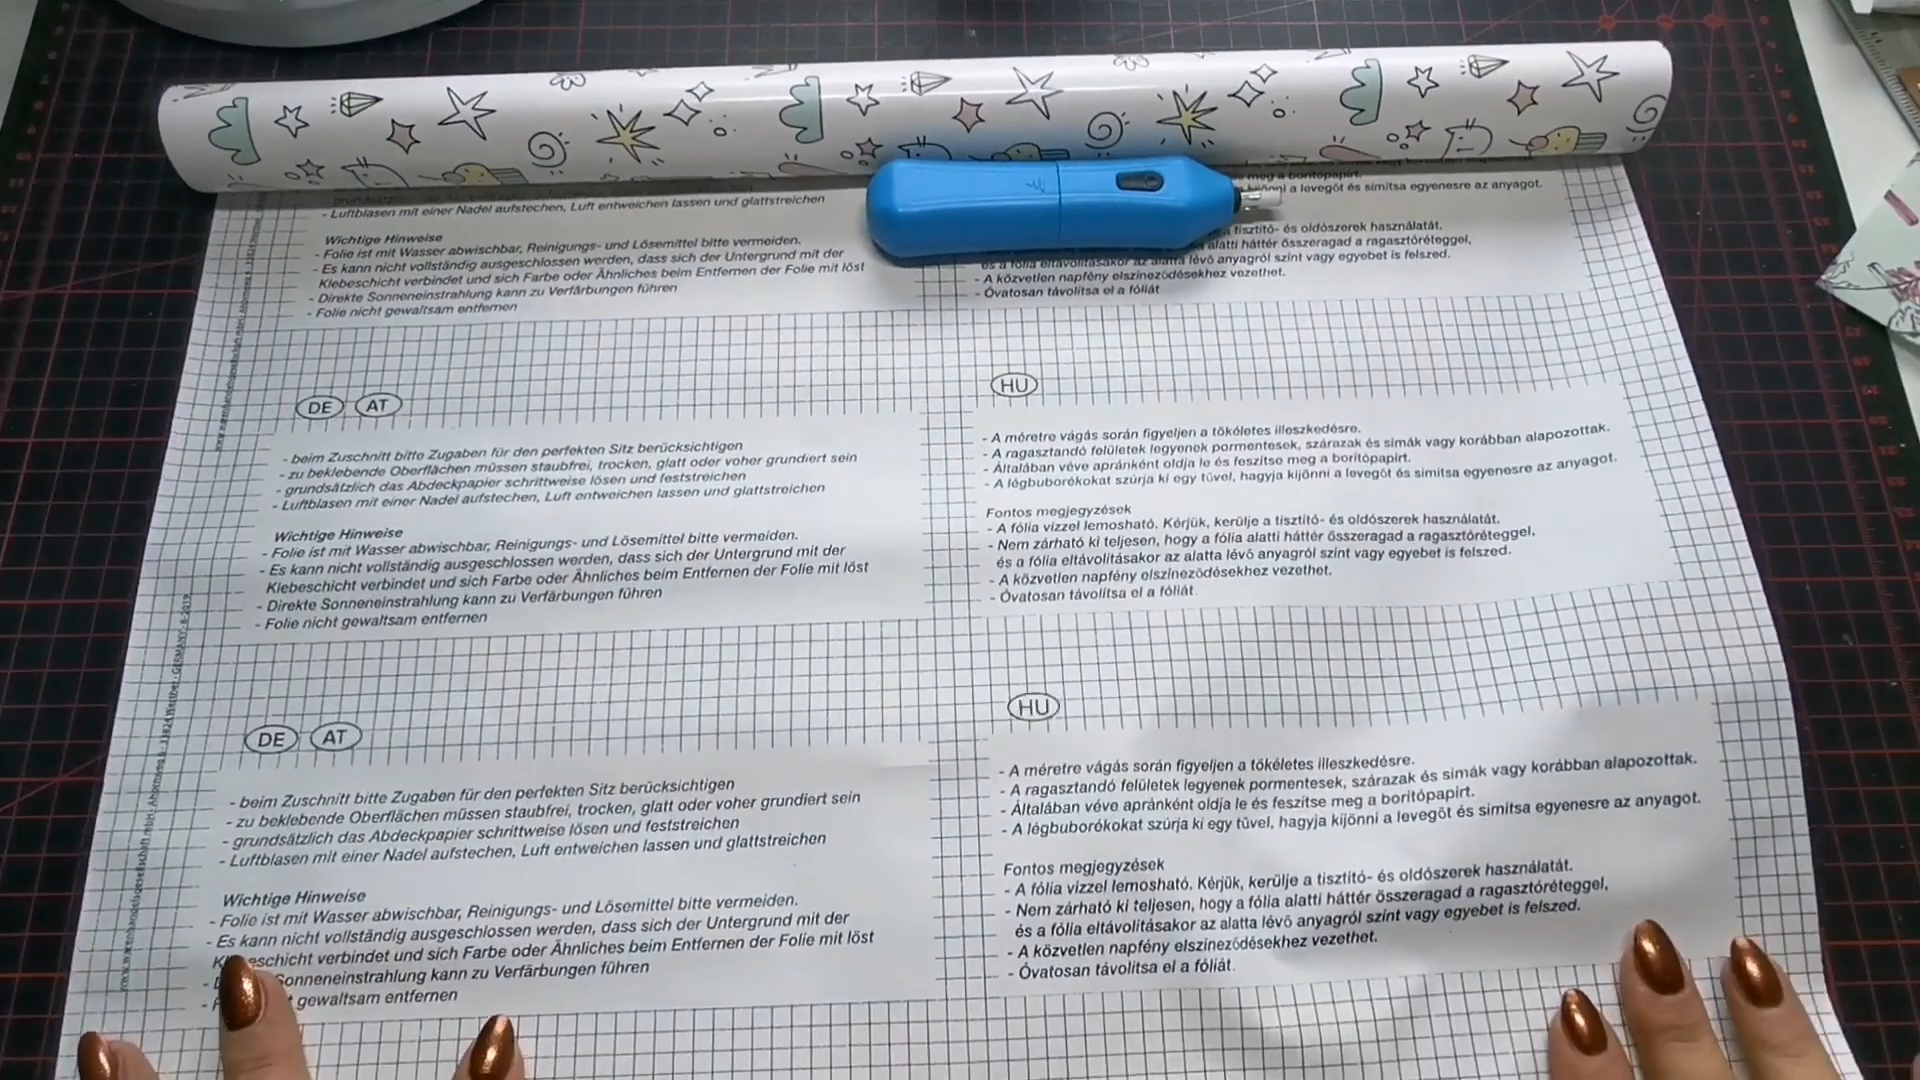 - Luftblasen mit einer Nadel aufstechen, Luft entweichen lassen und glattstreichen
Wichtige Hinweise
- Folie ist mit Wasser abwischbar, Reinigungs- und Lösemittel bitte vermeiden.
- Es kann nicht vollständig ausgeschlossen werden, dass sich der Untergrund mit der
Klebeschicht verbindet und sich Farbe oder Ähnliches beim Entfernen der Folie mit löst
- Direkte Sonneneinstrahlung kann zu Verfärbungen führen
- Folie nicht gewaltsam entfernen
meg a borítópapírt.
kijönni a levegőt és simítsa egyenesre az anyagot.
tisztító- és oldószerek használatát.
alatti háttér összeragad a ragasztóréteggel,
és a fólia eltávolításakor az alatta lévő anyagról színt vagy egyebet is felszed.
- A közvetlen napfény elszíneződésekhez vezethet.
- Óvatosan távolítsa el a fóliát
DE AT
- beim Zuschnitt bitte Zugaben für den perfekten Sitz berücksichtigen
- zu beklebende Oberflächen müssen staubfrei, trocken, glatt oder voher grundiert sein
- grundsätzlich das Abdeckpapier schrittweise lösen und feststreichen
- Luftblasen mit einer Nadel aufstechen, Luft entweichen lassen und glattstreichen
Wichtige Hinweise
- Folie ist mit Wasser abwischbar, Reinigungs- und Lösemittel bitte vermeiden.
- Es kann nicht vollständig ausgeschlossen werden, dass sich der Untergrund mit der
Klebeschicht verbindet und sich Farbe oder Ähnliches beim Entfernen der Folie mit löst
- Direkte Sonneneinstrahlung kann zu Verfärbungen führen
- Folie nicht gewaltsam entfernen
HU
- A méretre vágás során figyeljen a tökéletes illeszkedésre.
- A ragasztandó felületek legyenek pormentesek, szárazak és simák vagy korábban alapozottak.
- Általában véve apránként oldja le és feszítse meg a borítópapírt.
- A légbuborékokat szúrja ki egy tűvel, hagyja kijönni a levegőt és simítsa egyenesre az anyagot.
Fontos megjegyzések
- A fólia vízzel lemosható. Kérjük, kerülje a tisztító- és oldószerek használatát.
- Nem zárható ki teljesen, hogy a fólia alatti háttér összeragad a ragasztóréteggel,
és a fólia eltávolításakor az alatta lévő anyagról színt vagy egyebet is felszed.
- A közvetlen napfény elszíneződésekhez vezethet.
- Óvatosan távolítsa el a fóliát
DE AT
- beim Zuschnitt bitte Zugaben für den perfekten Sitz berücksichtigen
- zu beklebende Oberflächen müssen staubfrei, trocken, glatt oder voher grundiert sein
- grundsätzlich das Abdeckpapier schrittweise lösen und feststreichen
- Luftblasen mit einer Nadel aufstechen, Luft entweichen lassen und glattstreichen
Wichtige Hinweise
- Folie ist mit Wasser abwischbar, Reinigungs- und Lösemittel bitte vermeiden.
- Es kann nicht vollständig ausgeschlossen werden, dass sich der Untergrund mit der
verbindet und sich Farbe oder Ähnliches beim Entfernen der Folie mit löst
Sonneneinstrahlung kann zu Verfärbungen führen
gewaltsam entfernen
HU
- A méretre vágás során figyeljen a tökéletes illeszkedésre.
- A ragasztandó felületek legyenek pormentesek, szárazak és simák vagy korábban alapozottak.
- Általában véve apránként oldja le és feszítse meg a borítópapírt.
- A légbuborékokat szúrja ki egy tűvel, hagyja kijönni a levegőt és simítsa egyenesre az anyagot.
Fontos megjegyzések
- A fólia vízzel lemosható. Kérjük, kerülje a tisztító- és oldószerek használatát.
- Nem zárható ki teljesen, hogy a fólia alatti háttér összeragad a ragasztóréteggel,
és a fólia eltávolításakor az alatta lévő anyagról színt vagy egyebet is felszed.
- A közvetlen napfény elszíneződésekhez vezethet.
- Óvatosan távolítsa el a fóliát